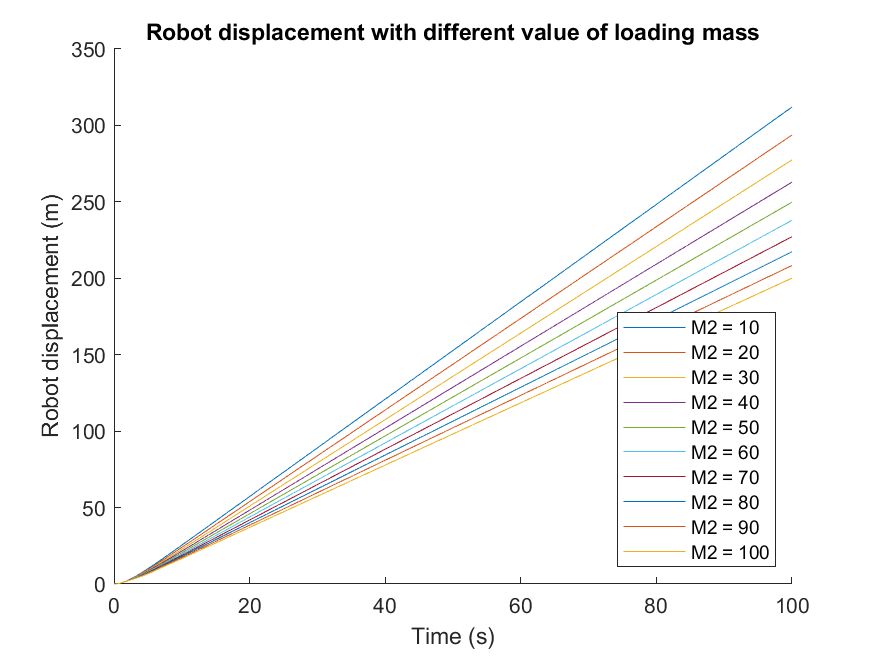 Robot displacement with different value of loading mass
350
300
250
200
150
100
50
0
Robot displacement (m)
M2 = 10
M2 = 20
M2 = 30
M2 = 40
M2 = 50
M2 = 60
M2 = 70
M2 = 80
M2 = 90
M2 = 100
0 20 40 60 80 100
Time (s)